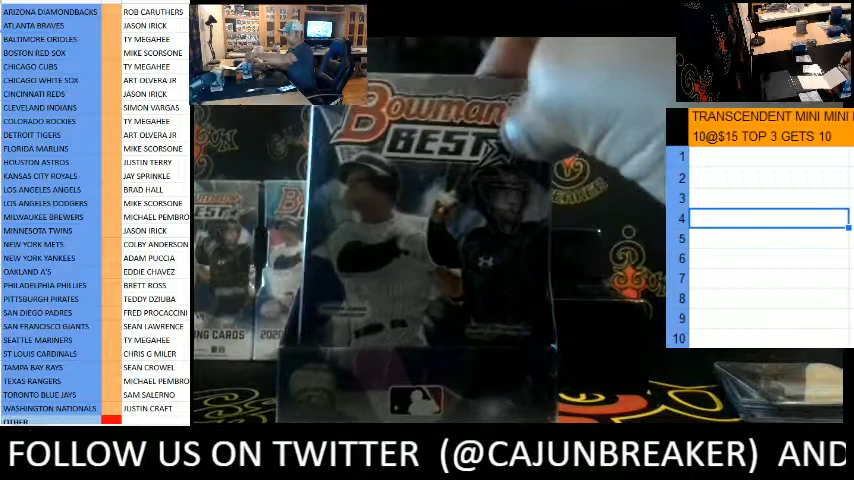 ARIZONA DIAMONDBACKS ROB CARUTHERS
ATLANTA BRAVES JASON IRICK
BALTIMORE ORIOLES TY MEGAHEE
BOSTON RED SOX MIKE SCORSONE
CHICAGO CUBS TY MEGAHEE
CHICAGO WHITE SOX ART OLVERA JR
CINCINNATI REDS JASON IRICK
CLEVELAND INDIANS SIMON VARGAS
COLORADO ROCKIES TY MEGAHEE
DETROIT TIGERS ART OLVERA JR
FLORIDA MARLINS MIKE SCORSONE
HOUSTON ASTROS JUSTIN TERRY
KANSAS CITY ROYALS JAY SPRINKLE
LOS ANGELES ANGELS BRAD HALL
LOS ANGELES DODGERS MIKE SCORSONE
MILWAUKEE BREWERS MICHAEL PEMBRO
MINNESOTA TWINS JASON IRICK
NEW YORK METS COLBY ANDERSON
NEW YORK YANKEES ADAM PUCCIA
OAKLAND A'S EDDIE CHAVEZ
PHILADELPHIA PHILLIES BRETT ROSS
PITTSBURGH PIRATES TEDDY DZIUBA
SAN DIEGO PADRES FRED PROCACCINI
SAN FRANCISCO GIANTS SEAN LAWRENCE
SEATTLE MARINERS TY MEGAHEE
ST LOUIS CARDINALS CHRIS G MILER
TAMPA BAY RAYS SEAN CROWEL
TEXAS RANGERS MICHAEL PEMBRO
TORONTO BLUE JAYS SAM SALERNO
WASHINGTON NATIONALS JUSTIN CRAFT
OTHER
Bowman
BEST
NG CARDS
2020
TRANSCENDENT MINI MINI
10@$15 TOP 3 GETS 10
1
2
3
4
5
6
7
8
9
10
FOLLOW US ON TWITTER (@CAJUNBREAKER) AND